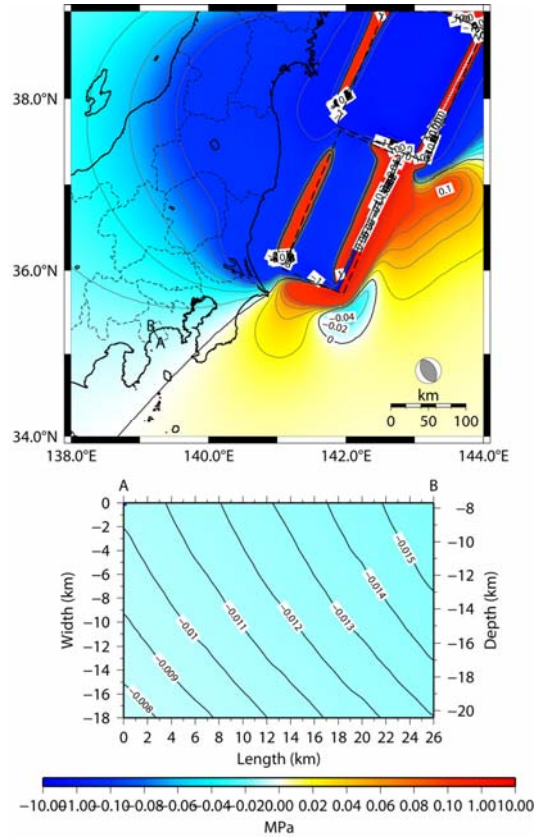 38.0°N
0.1
36.0°N
B
A
−0.04
−0.02
0
km
0 50 100
34.0°N
138.0°E 140.0°E 142.0°E 144.0°E
A B
0 −2 −4 −6 −8 −10 −12 −14 −16 −18
Width (km)
−0.015
−0.014
−0.013
−0.012
−0.011
−0.01
−0.009
−0.008
−8 −10 −12 −14 −16 −18 −20
Depth (km)
0 2 4 6 8 10 12 14 16 18 20 22 24 26
Length (km)
−10.00 −1.00 −0.10 −0.08 −0.06 −0.04 −0.02 0.00 0.02 0.04 0.06 0.08 0.10 1.00 10.00
MPa